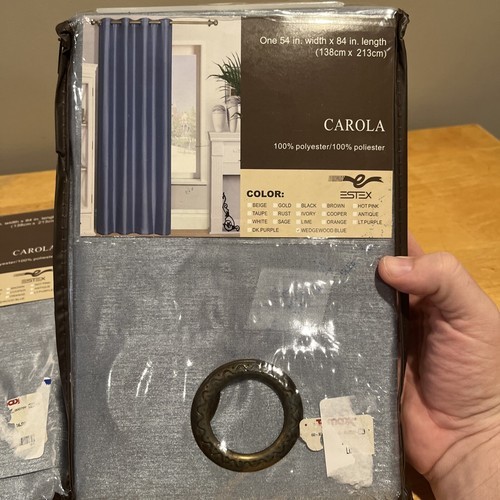 One 54 in. width x 84 in. length
(138cm x 213cm)
CAROLA
100% polyester/100% poliester
ESTEX
COLOR:
BEIGE GOLD BLACK BROWN HOT PINK
TAUPE RUST IVORY COOPER ANTIQUE
WHITE SAGE LIME ORANGE LT.PURPLE
DK.PURPLE WEDGEWOOD BLUE
CAROLA